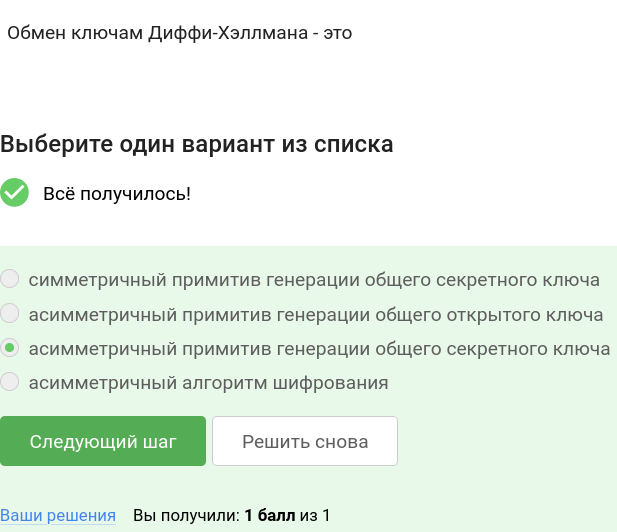 Обмен ключам Диффи-Хэллмана - это
Выберите один вариант из списка
Всё получилось!
симметричный примитив генерации общего секретного ключа
асимметричный примитив генерации общего открытого ключа
асимметричный примитив генерации общего секретного ключа
асимметричный алгоритм шифрования
Следующий шаг Решить снова
Ваши решения Вы получили: 1 балл из 1